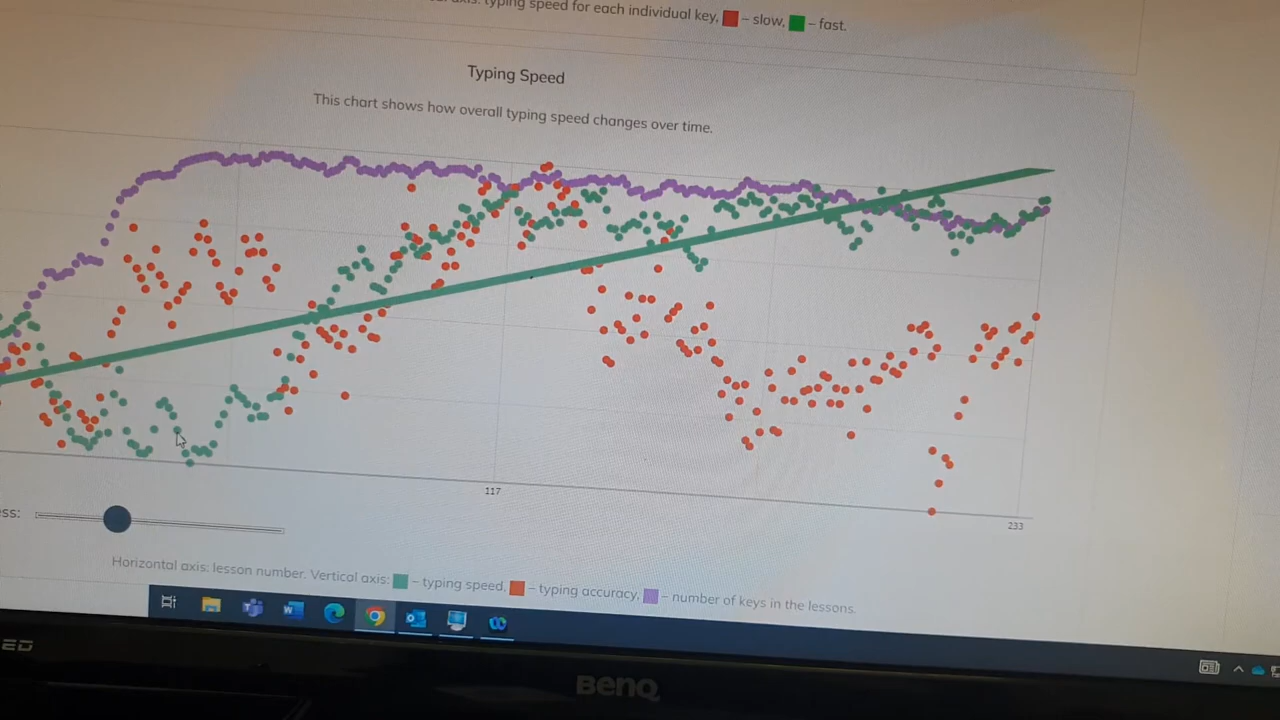 typing speed for each individual key, – slow, – fast.
Typing Speed
This chart shows how overall typing speed changes over time.
117
233
Horizontal axis: lesson number. Vertical axis: – typing speed, – typing accuracy, – number of keys in the lessons.
BenQ